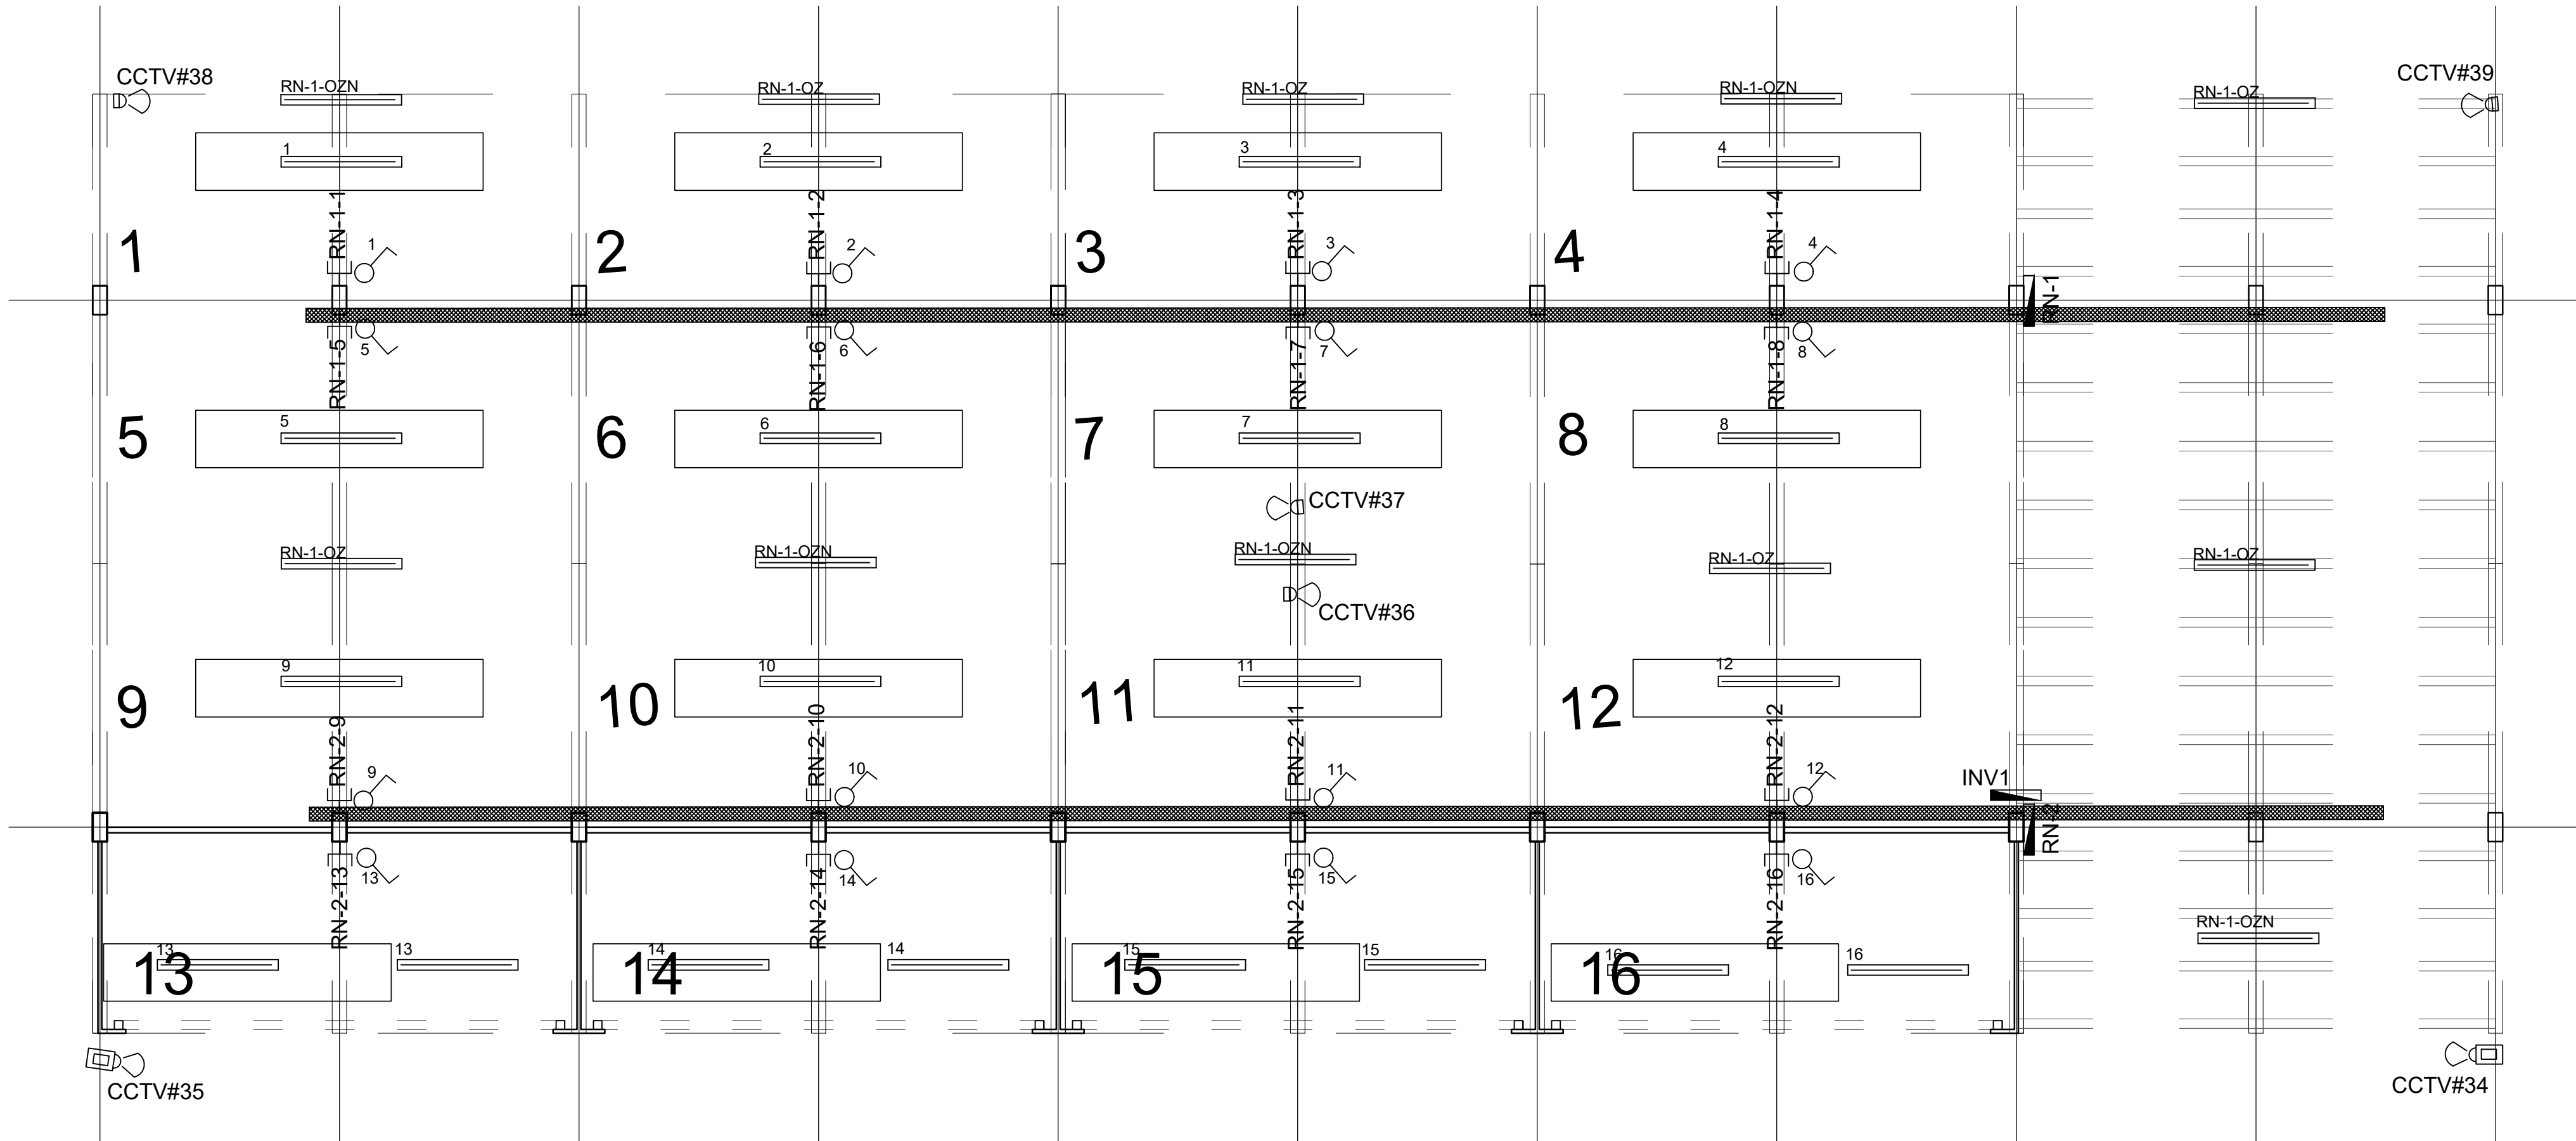 CCTV#38
CCTV#39
RN-1-OZN
RN-1-OZ
RN-1-OZ
RN-1-OZN
RN-1-OZ
1
2
3
4
RN-1-1
RN-1-2
RN-1-3
RN-1-4
1
1
2
2
3
3
4
4
RN-1
5
6
7
8
RN-1-5
RN-1-6
RN-1-7
RN-1-8
5
6
7
8
5
6
7
8
CCTV#37
RN-1-OZ
RN-1-OZN
RN-1-OZN
RN-1-OZ
RN-1-OZ
CCTV#36
9
10
11
12
9
10
11
12
RN-2-9
RN-2-10
RN-2-11
RN-2-12
9
10
11
12
INV1
RN-2
13
14
15
16
RN-2-13
RN-2-14
RN-2-15
RN-2-16
RN-1-OZN
13
13
14
14
15
15
16
16
13
14
15
16
CCTV#35
CCTV#34